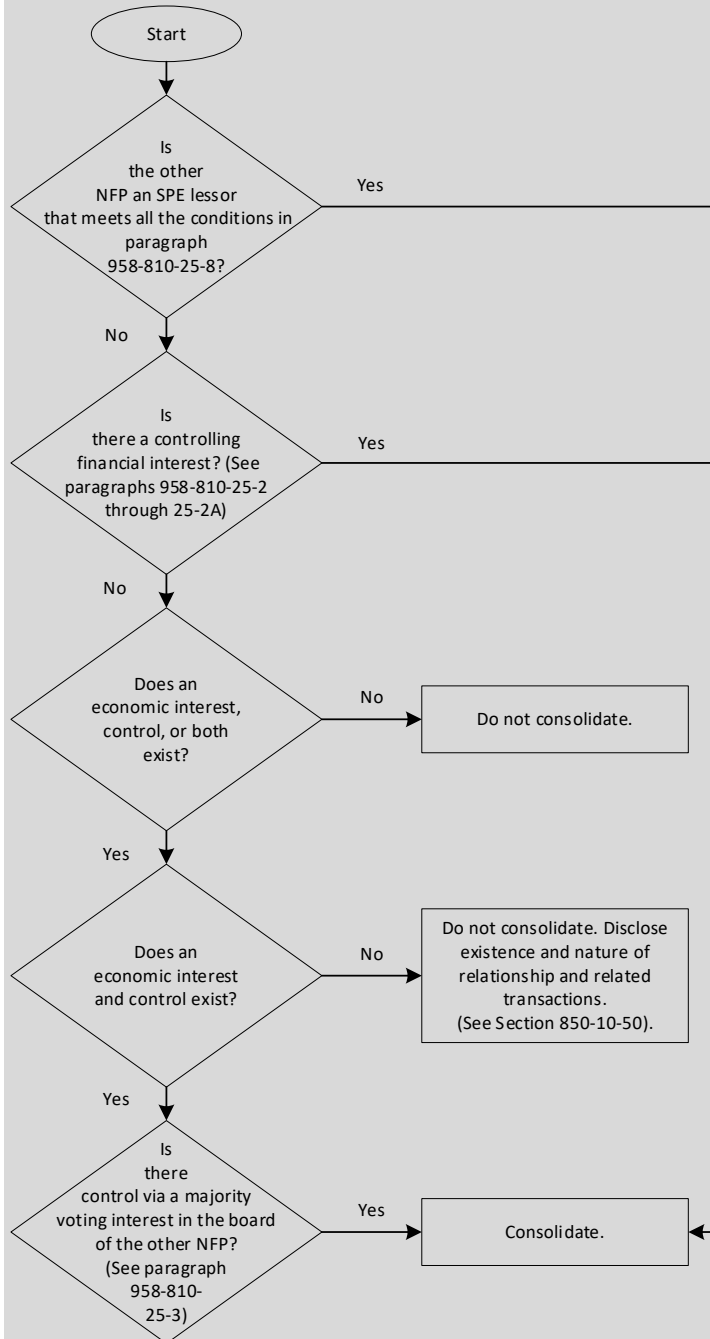 Start
Is
the other
NFP an SPE lessor
that meets all the conditions in
paragraph
958-810-25-8?
Yes
No
Is
there a controlling
financial interest? (See
paragraphs 958-810-25-2
through 25-2A)
Yes
No
Does an
economic interest,
control, or both
exist?
No
Do not consolidate.
Yes
Does an
economic interest
and control exist?
No
Do not consolidate. Disclose
existence and nature of
relationship and related
transactions.
(See Section 850-10-50).
Yes
Is
there
control via a majority
voting interest in the board
of the other NFP?
(See paragraph
958-810-
25-3)
Yes
Consolidate.